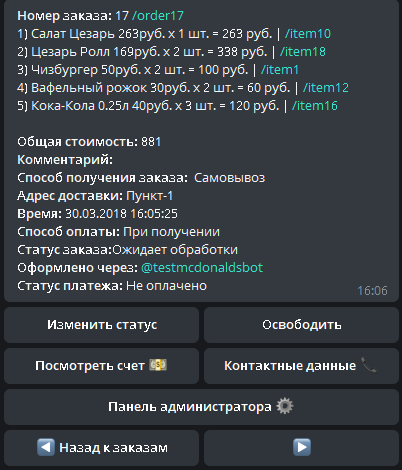 Номер заказа: 17 /order17
1) Салат Цезарь 263руб. x 1 шт. = 263 руб. | /item10
2) Цезарь Ролл 169руб. x 2 шт. = 338 руб. | /item18
3) Чизбургер 50руб. x 2 шт. = 100 руб. | /item1
4) Вафельный рожок 30руб. x 2 шт. = 60 руб. | /item12
5) Кока-Кола 0.25л 40руб. x 3 шт. = 120 руб. | /item16
Общая стоимость: 881
Комментарий:
Способ получения заказа: Самовывоз
Адрес доставки: Пункт-1
Время: 30.03.2018 16:05:25
Способ оплаты: При получении
Статус заказа:Ожидает обработки
Оформлено через: @testmcdonaldsbot
Статус платежа: Не оплачено
16:06
Изменить статус
Освободить
Посмотреть счет
Контактные данные
Панель администратора
Назад к заказам